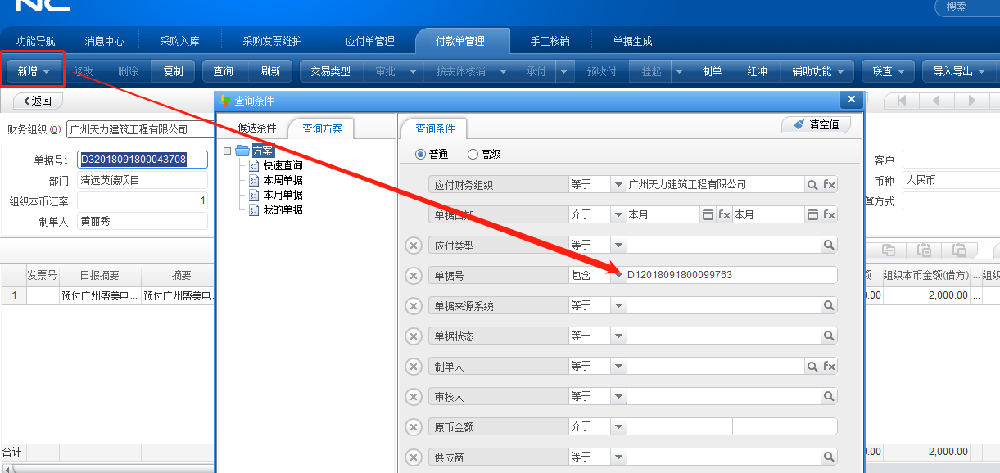 NC
搜索
功能导航 消息中心 采购入库 采购发票维护 应付单管理 付款单管理 手工核销 单据生成
新增 修改 删除 复制 查询 刷新 交易类型 审批 按表体核销 承付 预收付 挂起 制单 红冲 辅助功能 联查 导入导出
返回
查询条件
财务组织(O) 广州天力建筑工程有限公司
候选条件 查询方案
查询条件 清空值
单据号1 D32018091800043708
部门 清远英德项目
组织本币汇率 1
制单人 黄丽秀
客户
币种 人民币
算方式
方案
快速查询
本周单据
本月单据
我的单据
普通 高级
应付财务组织 等于 广州天力建筑工程有限公司 fx
单据日期 介于 本月 fx 本月 fx
应付类型 等于
单据号 包含 D12018091800099763
单据来源系统 等于
单据状态 等于
制单人 等于 fx
审核人 等于
原币金额 介于
供应商 等于
发票号 日报摘要 摘要
额 组织本币金额(借方) ... 组织
1 预付广州盛美电... 预付广州盛美电...
0.00 2,000.00 ...
合计
0.00 2,000.00